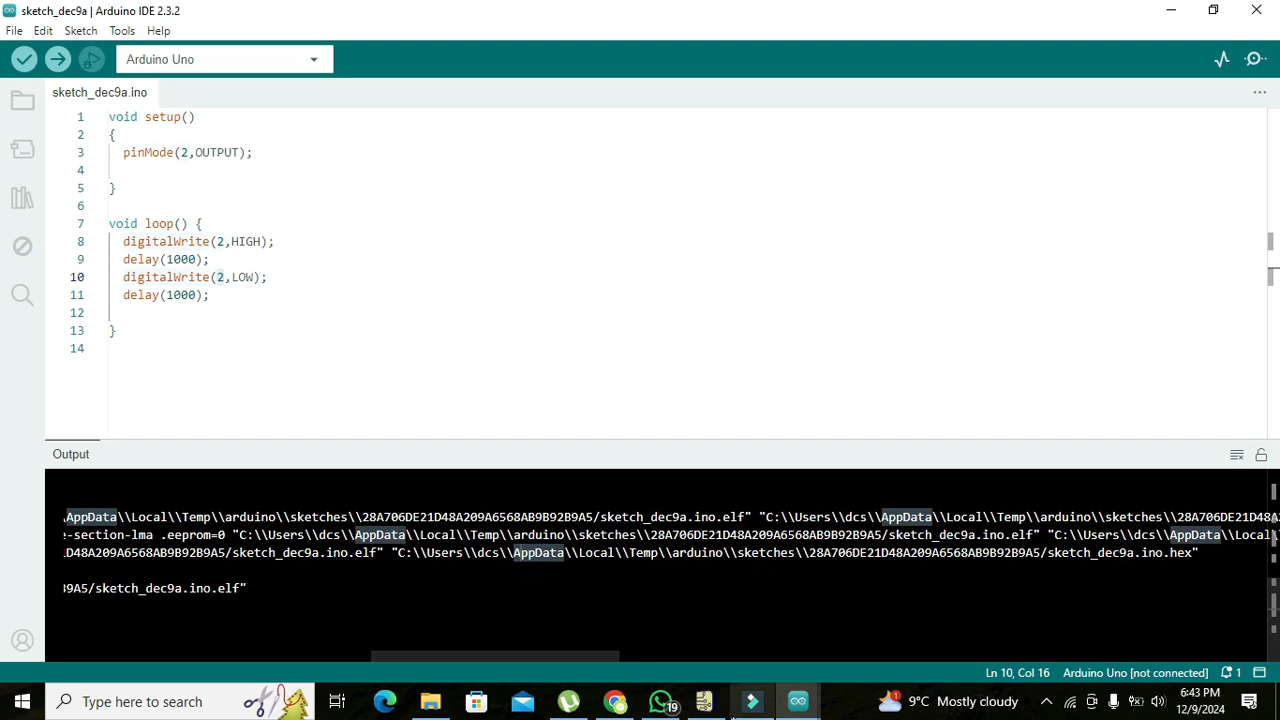 sketch_dec9a | Arduino IDE 2.3.2
File Edit Sketch Tools Help
Arduino Uno
sketch_dec9a.ino
1 void setup()
2 {
3 pinMode(2,OUTPUT);
4
5 }
6
7 void loop() {
8 digitalWrite(2,HIGH);
9 delay(1000);
10 digitalWrite(2,LOW);
11 delay(1000);
12
13 }
14
Output
\AppData\\Local\\Temp\\arduino\\sketches\\28A706DE21D48A209A6568AB9B92B9A5/sketch_dec9a.ino.elf" "C:\\Users\\dcs\\AppData\\Local\\Temp\\arduino\\sketches\\28A706DE21D48A209A6568AB9B92B9A
e-section-lma .eeprom=0 "C:\\Users\\dcs\\AppData\\Local\\Temp\\arduino\\sketches\\28A706DE21D48A209A6568AB9B92B9A5/sketch_dec9a.ino.elf" "C:\\Users\\dcs\\AppData\\Local\\T
LD48A209A6568AB9B92B9A5/sketch_dec9a.ino.elf" "C:\\Users\\dcs\\AppData\\Local\\Temp\\arduino\\sketches\\28A706DE21D48A209A6568AB9B92B9A5/sketch_dec9a.ino.hex"
B9A5/sketch_dec9a.ino.elf"
Ln 10, Col 16 Arduino Uno [not connected] 1
Type here to search 19 1 9°C Mostly cloudy 6:43 PM
12/9/2024